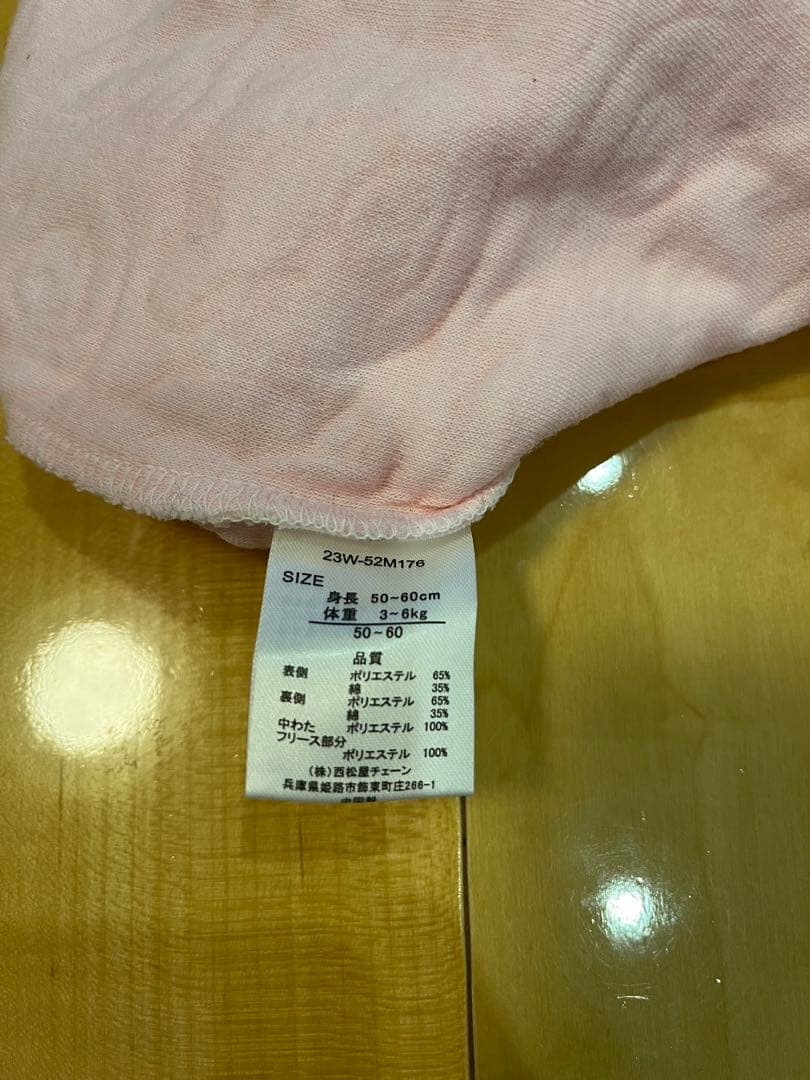 23W-52M176
SIZE
身長 50~60cm
体重 3~6kg
50~60
品質
表側 ポリエステル 65%
綿 35%
裏側 ポリエステル 65%
綿 35%
中わた ポリエステル 100%
フリース部分
ポリエステル 100%
(株)西松屋チェーン
兵庫県姫路市飾東町庄266-1